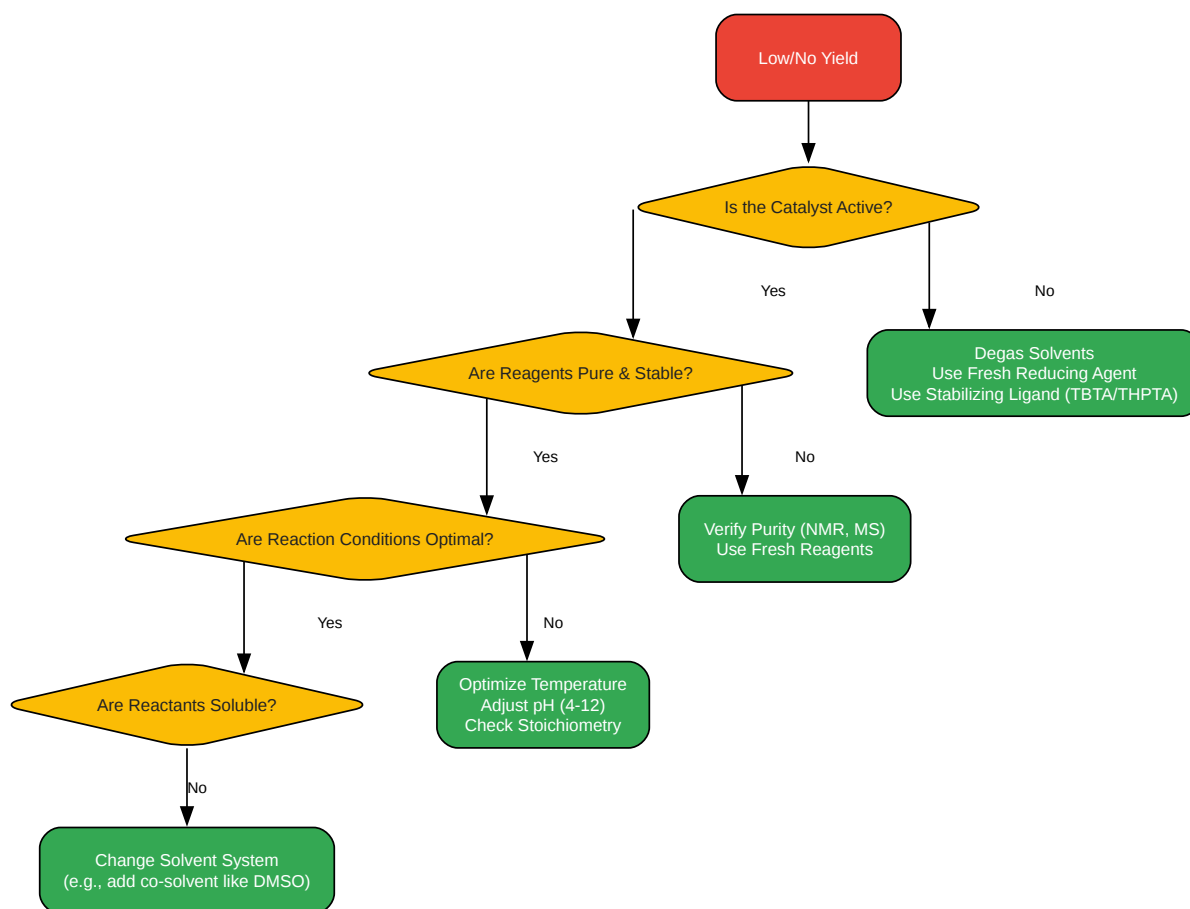 Low/No Yield
Is the Catalyst Active?
Yes
No
Degas Solvents
Use Fresh Reducing Agent
Use Stabilizing Ligand (TBTA/THPTA)
Are Reagents Pure & Stable?
Yes
No
Verify Purity (NMR, MS)
Use Fresh Reagents
Are Reaction Conditions Optimal?
Yes
No
Optimize Temperature
Adjust pH (4-12)
Check Stoichiometry
Are Reactants Soluble?
No
Change Solvent System
(e.g., add co-solvent like DMSO)